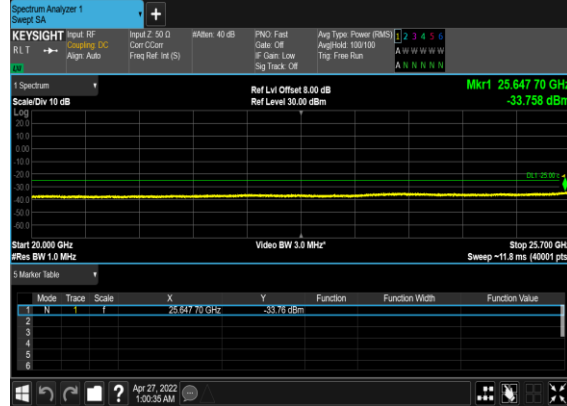 Spectrum Analyzer 1
Swept SA
+
KEYSIGHT Input: RF Input Z: 50 Ω #Atten: 40 dB PNO: Fast Avg Type: Power (RMS) 1 2 3 4 5 6
RLT Coupling: DC Corr CCorr Gate: Off Avg|Hold: 100/100 A W W W W W
Align: Auto Freq Ref: Int (S) IF Gain: Low Trig: Free Run
Sig Track: Off A N N N N N
1 Spectrum Ref Lvl Offset 8.00 dB Mkr1 25.647 70 GHz
Scale/Div 10 dB Ref Level 30.00 dBm -33.758 dBm
Log
20.0
10.0
0.00
-10.0
-20.0
DL1 -25.00
-30.0
-40.0
-50.0
-60.0
Start 20.000 GHz Video BW 3.0 MHz* Stop 25.700 GHz
#Res BW 1.0 MHz Sweep ~11.8 ms (40001 pts)
5 Marker Table
Mode Trace Scale X Y Function Function Width Function Value
1 N 1 f 25.647 70 GHz -33.76 dBm
2
3
4
5
6
? Apr 27, 2022
1:00:35 AM